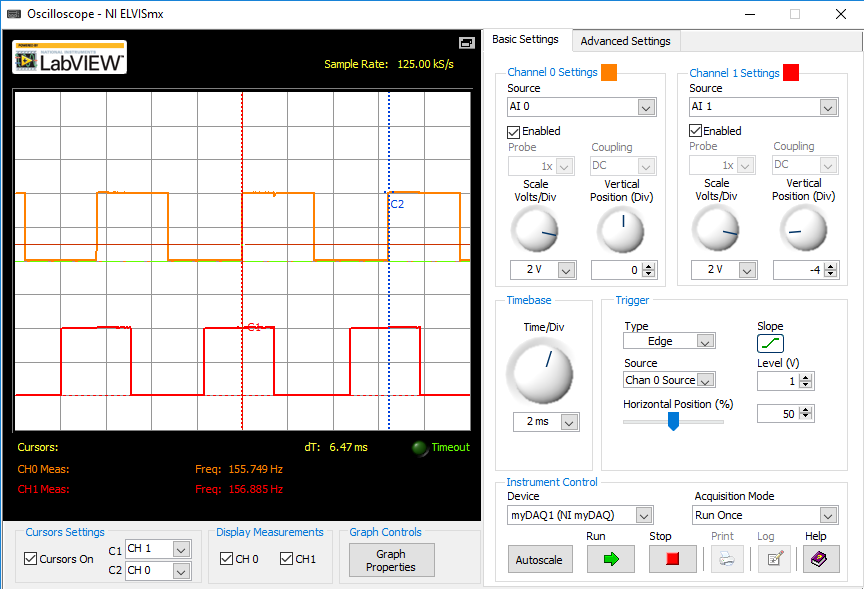 Oscilloscope - NI ELVISmx
POWERED BY
NATIONAL INSTRUMENTS
LabVIEW™
Sample Rate: 125.00 kS/s
C2
C1
Cursors: dT: 6.47 ms Timeout
CH0 Meas: Freq: 155.749 Hz
CH1 Meas: Freq: 156.885 Hz
Cursors Settings
Cursors On
C1 CH 1
C2 CH 0
Display Measurements
CH 0 CH1
Graph Controls
Graph
Properties
Basic Settings Advanced Settings
Channel 0 Settings
Source
AI 0
Enabled
Probe Coupling
1x DC
Scale
Volts/Div
Vertical
Position (Div)
2 V 0
Channel 1 Settings
Source
AI 1
Enabled
Probe Coupling
1x DC
Scale
Volts/Div
Vertical
Position (Div)
2 V -4
Timebase
Time/Div
2 ms
Trigger
Type
Edge
Source
Chan 0 Source
Horizontal Position (%)
Slope
Level (V)
1
50
Instrument Control
Device
myDAQ1 (NI myDAQ)
Acquisition Mode
Run Once
Autoscale
Run Stop Print Log Help